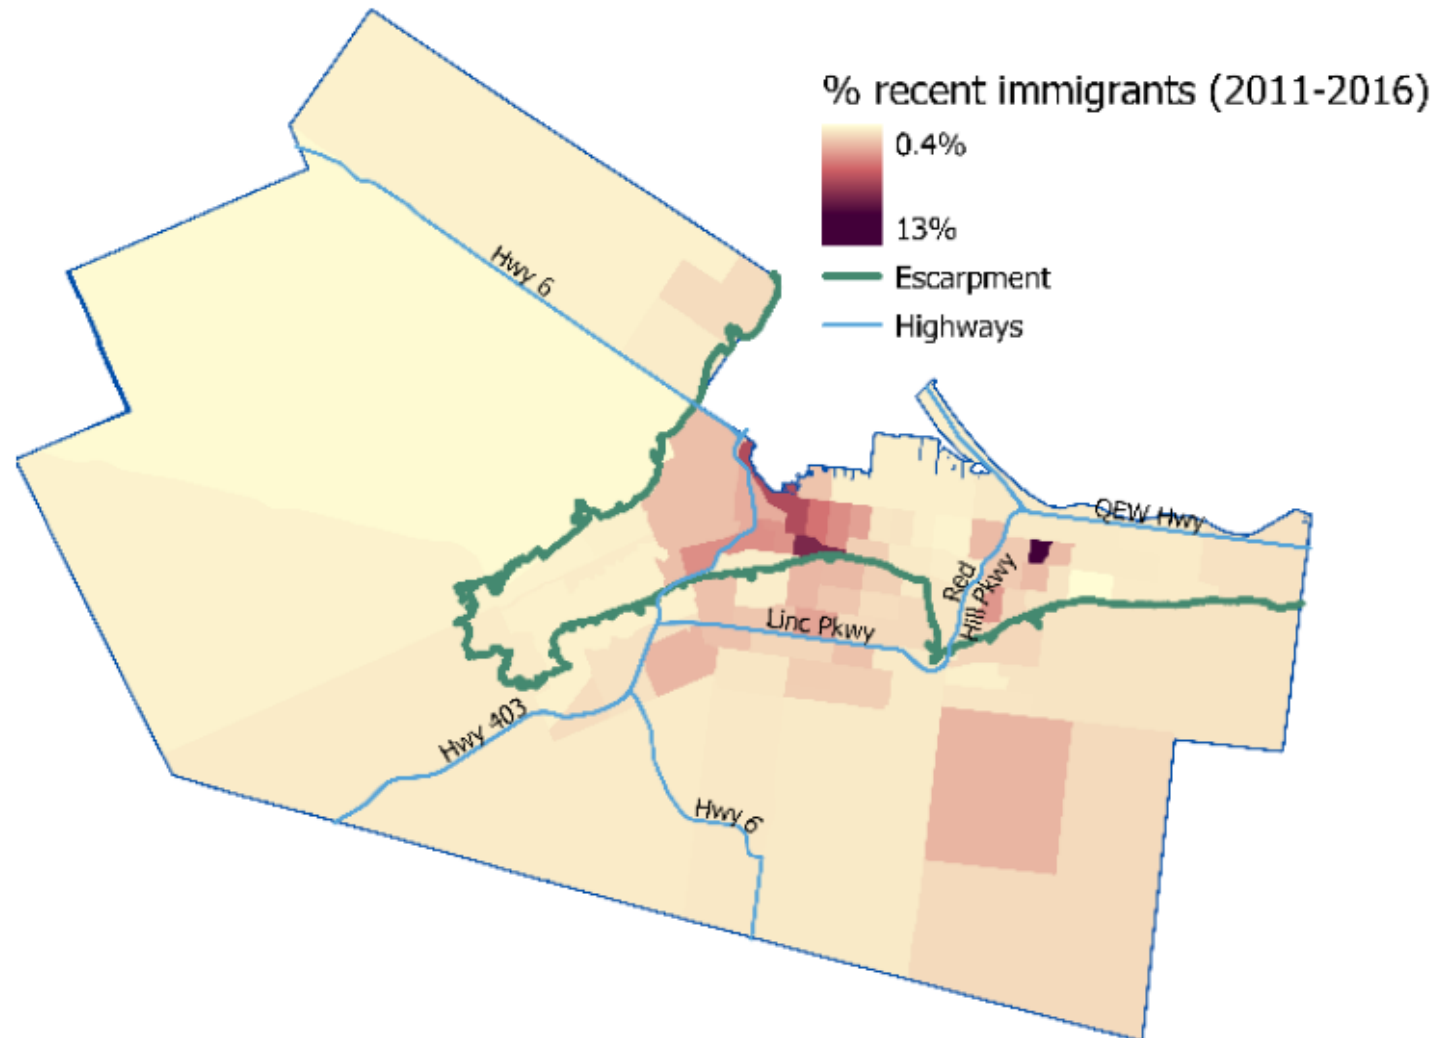 % recent immigrants (2011-2016)
0.4%
13%
Escarpment
Highways
Hwy 6
QEW Hwy
Red
Hill Pkwy
Linc Pkwy
Hwy 403
Hwy 6